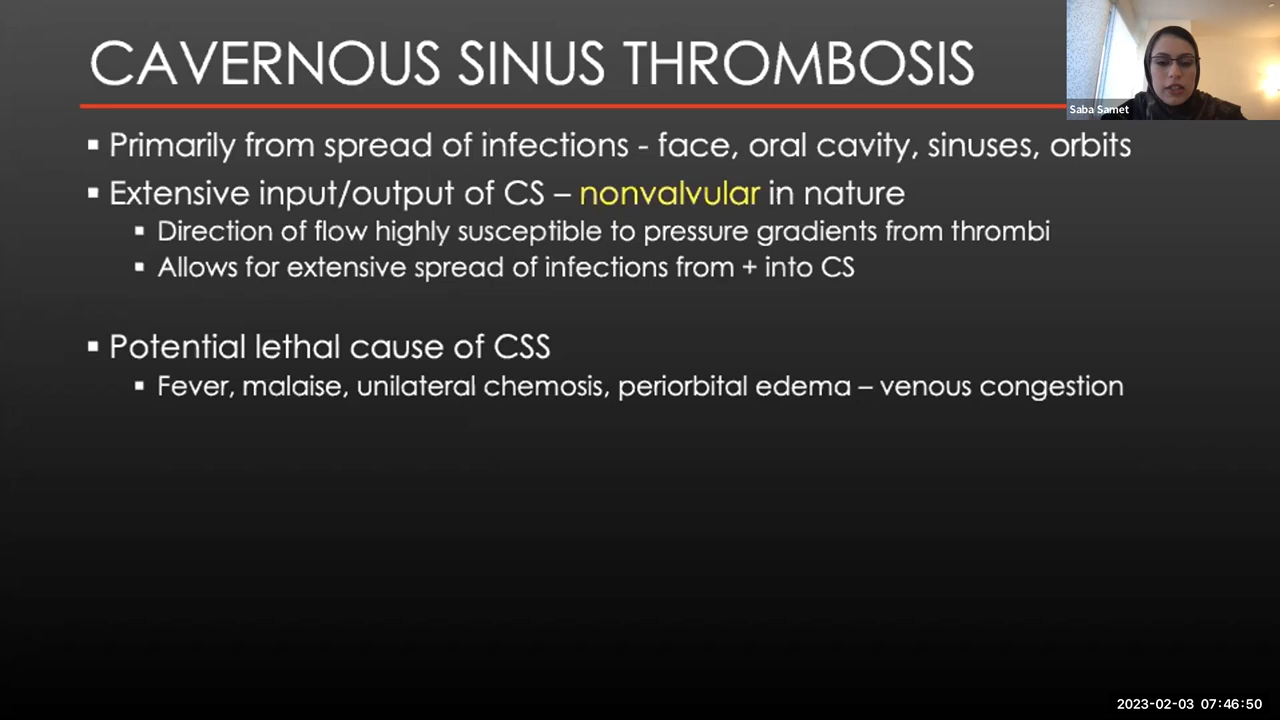 CAVERNOUS SINUS THROMBOSIS
Saba Samet
▪ Primarily from spread of infections - face, oral cavity, sinuses, orbits
▪ Extensive input/output of CS – nonvalvular in nature
▪ Direction of flow highly susceptible to pressure gradients from thrombi
▪ Allows for extensive spread of infections from + into CS
▪ Potential lethal cause of CSS
▪ Fever, malaise, unilateral chemosis, periorbital edema – venous congestion
2023-02-03 07:46:50